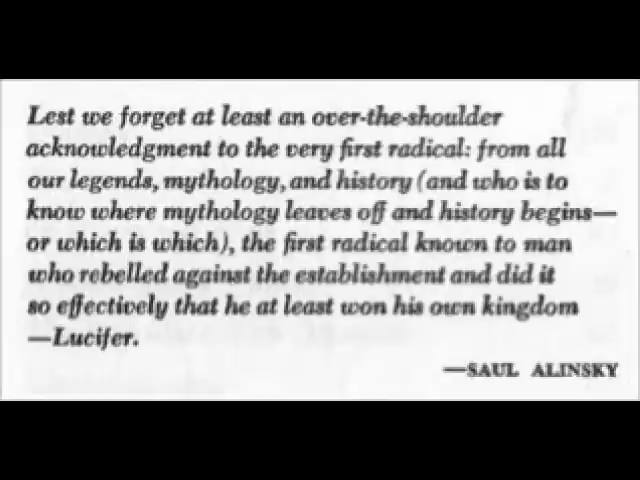 Lest we forget at least an over-the-shoulder
acknowledgment to the very first radical: from all
our legends, mythology, and history (and who is to
know where mythology leaves off and history begins—
or which is which), the first radical known to man
who rebelled against the establishment and did it
so effectively that he at least won his own kingdom
—Lucifer.
—SAUL ALINSKY